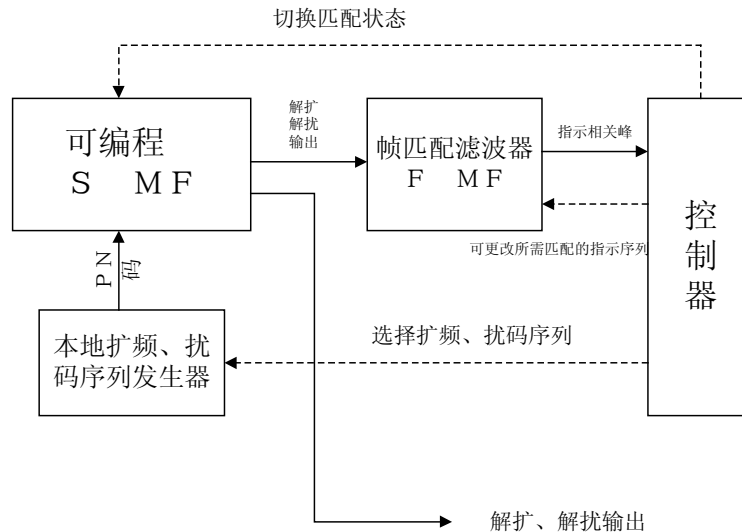 切换匹配状态
可编程
S MF
解扩
解扰
输出
帧匹配滤波器
F MF
指示相关峰
可更改所需匹配的指示序列
控
制
器
PN
码
本地扩频、扰
码序列发生器
选择扩频、扰码序列
解扩、解扰输出